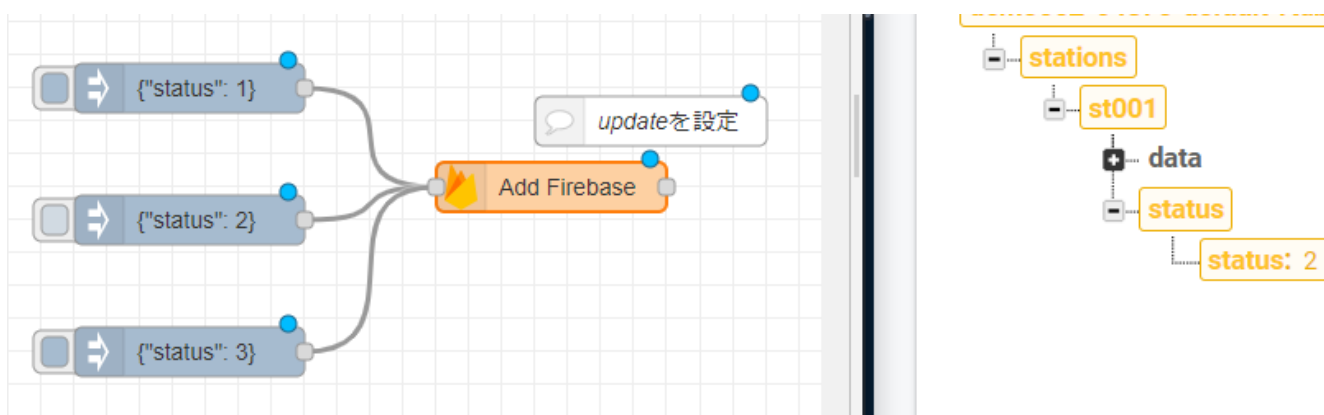 {"status": 1}
{"status": 2}
{"status": 3}
updateを設定
Add Firebase
stations
st001
data
status
status: 2